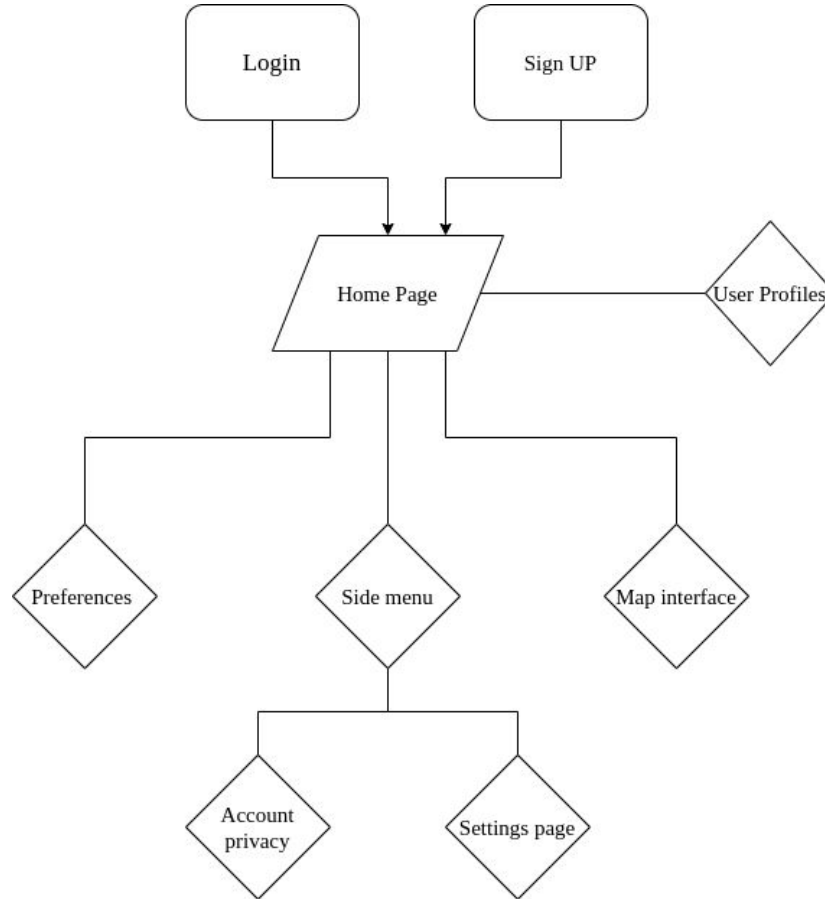 Login
Sign UP
Home Page
User Profiles
Preferences
Side menu
Map interface
Account
privacy
Settings page